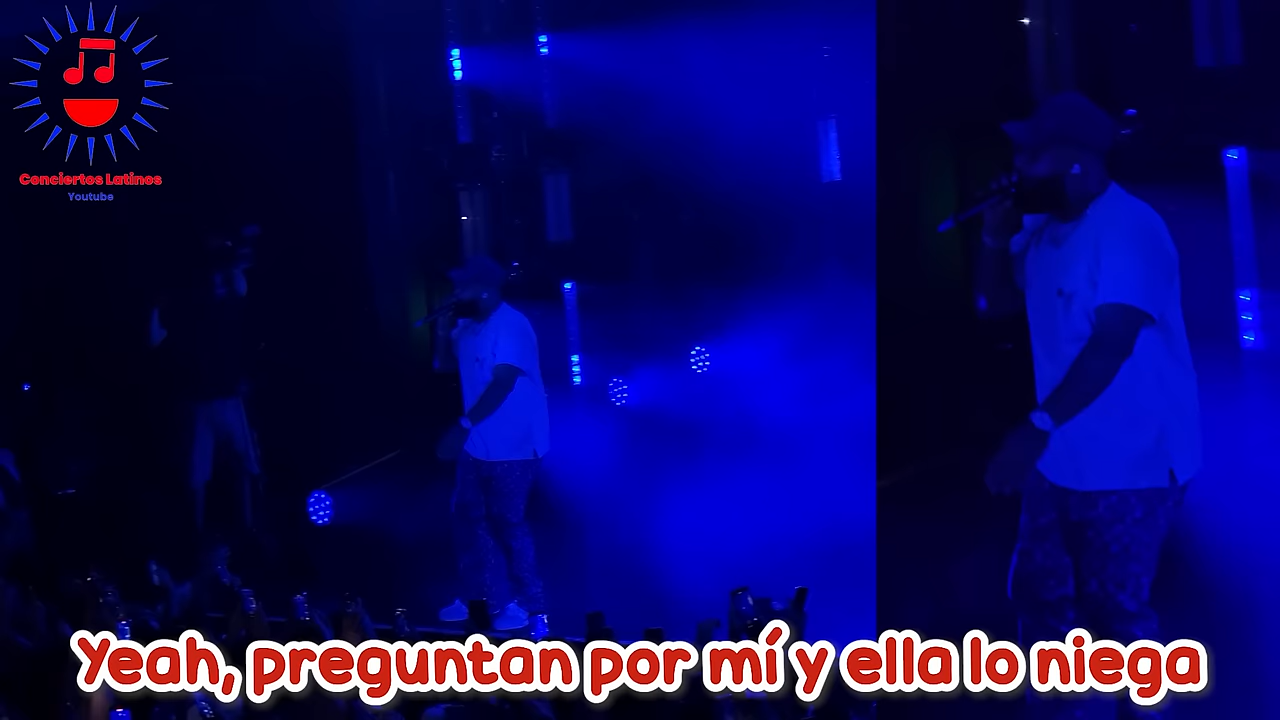 Conciertos Latinos
Youtube
Yeah, preguntan por mí y ella lo niega